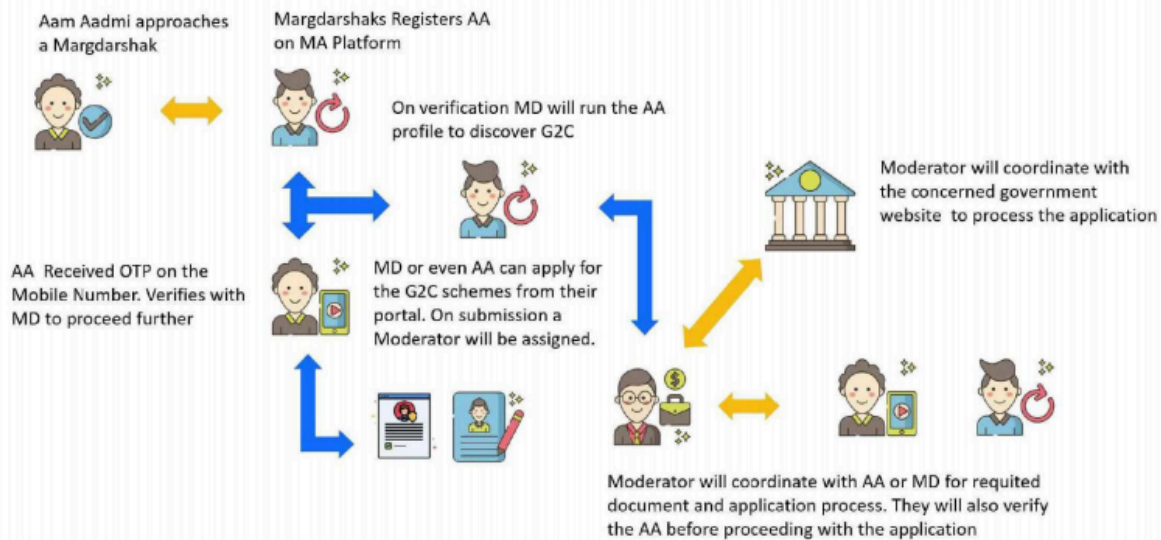 Aam Aadmi approaches
a Margdarshak
Margdarshaks Registers AA
on MA Platform
On verification MD will run the AA
profile to discover G2C
Moderator will coordinate with
the concerned government
website to process the application
AA Received OTP on the
Mobile Number. Verifies with
MD to proceed further
MD or even AA can apply for
the G2C schemes from their
portal. On submission a
Moderator will be assigned.
Moderator will coordinate with AA or MD for requited
document and application process. They will also verify
the AA before proceeding with the application